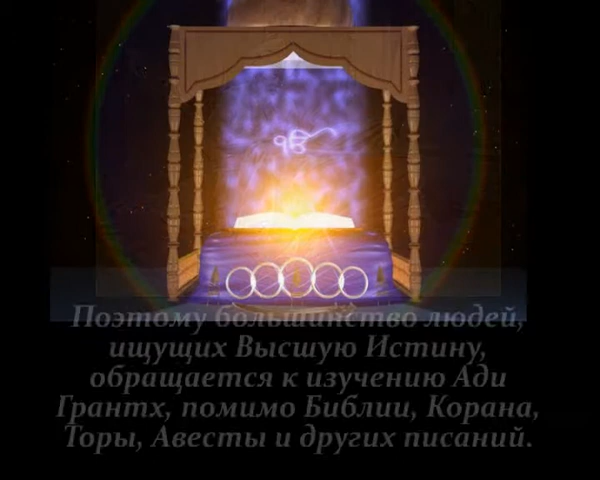 ੴ
Поэтому большинство людей,
ищущих Высшую Истину,
обращается к изучению Ади
Грантх, помимо Библии, Корана,
Торы, Авесты и других писаний.